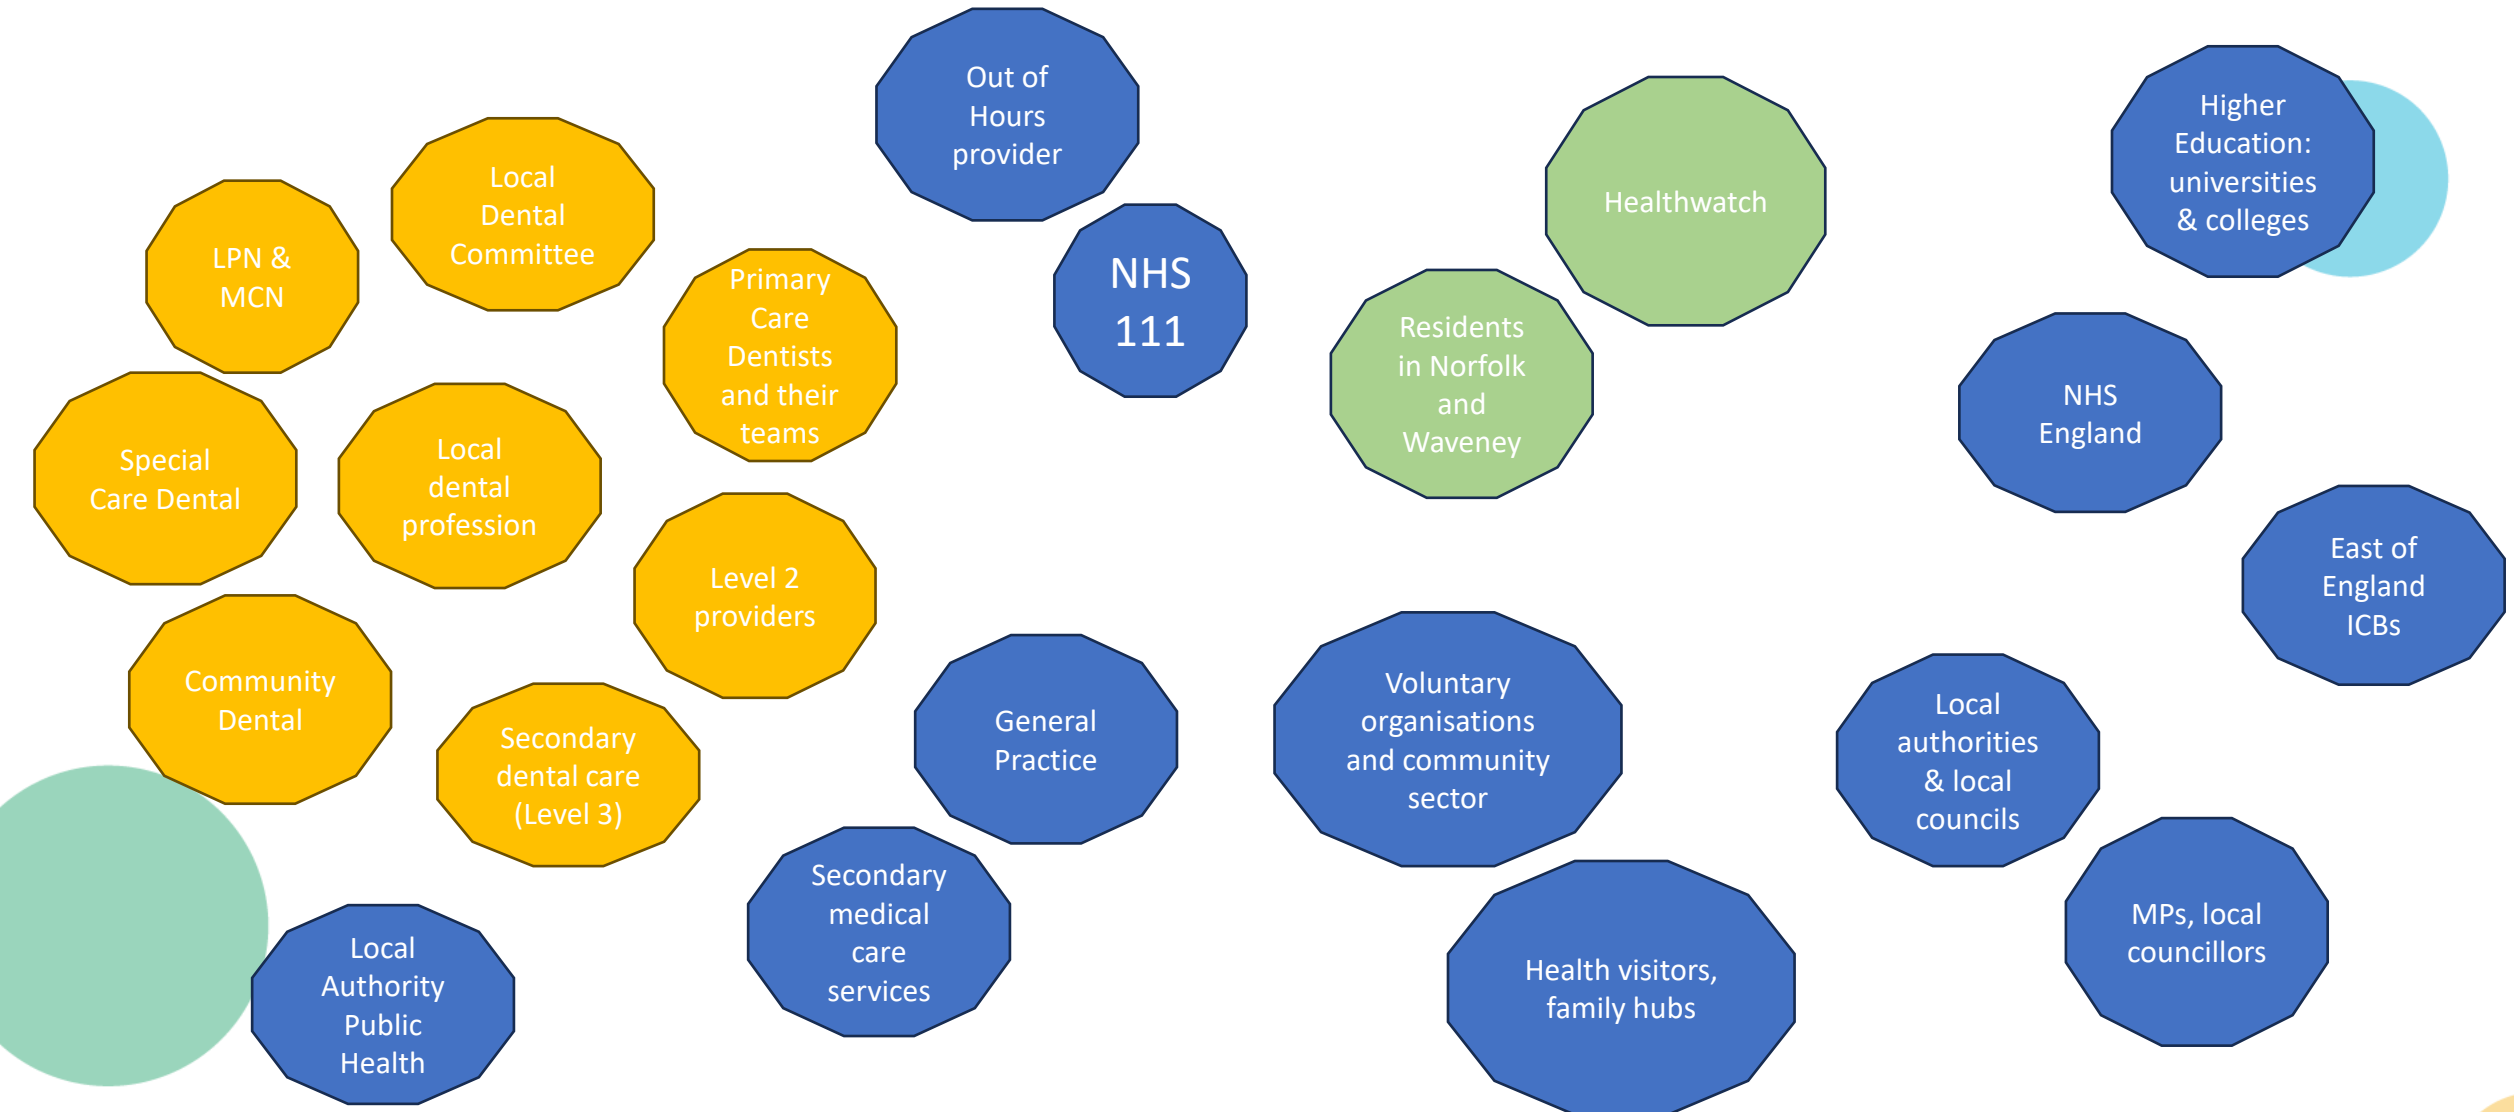 Out of
Hours
provider
Higher
Education:
universities
& colleges
Local
Dental
Committee
Healthwatch
LPN &
MCN
Primary
Care
Dentists
and their
teams
NHS
111
Residents
in Norfolk
and
Waveney
NHS
England
Special
Care Dental
Local
dental
profession
Level 2
providers
East of
England
ICBs
Community
Dental
Secondary
dental care
(Level 3)
General
Practice
Voluntary
organisations
and community
sector
Local
authorities
& local
councils
Secondary
medical
care
services
MPs, local
councillors
Local
Authority
Public
Health
Health visitors,
family hubs